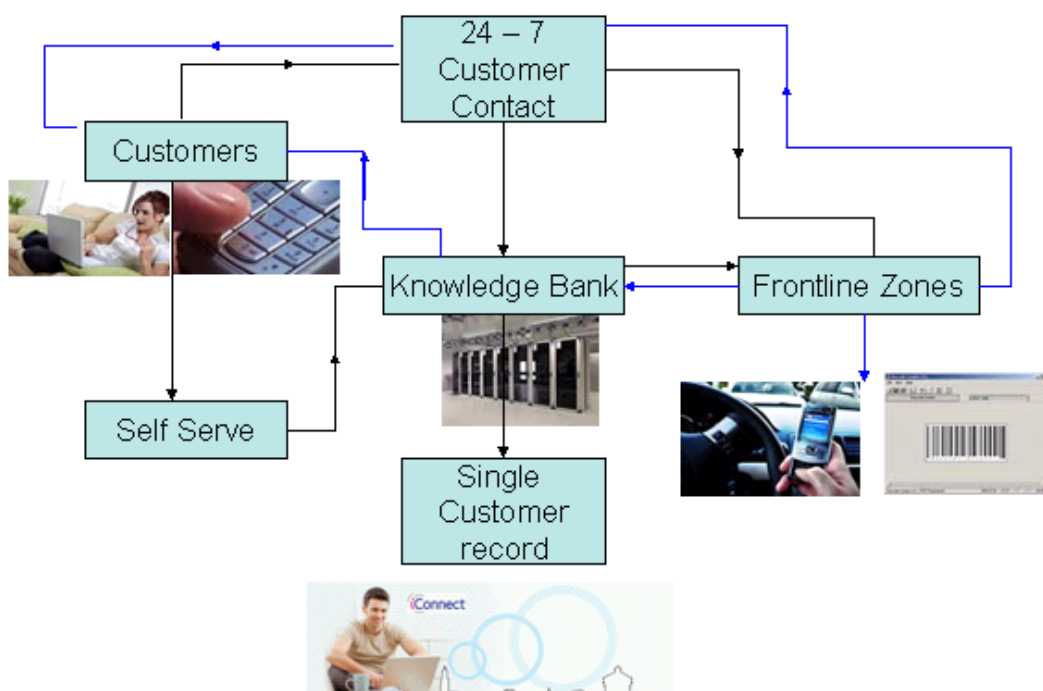 24 – 7
Customer
Contact
Customers
Knowledge Bank
Frontline Zones
Self Serve
Single
Customer
record
iConnect